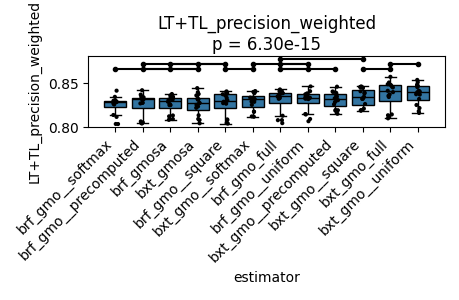 LT+TL_precision_weighted
p = 6.30e-15
LT+TL_precision_weighted
0.85
0.80
brf_gmo__softmax
brf_gmo__precomputed
brf_gmosa
bxt_gmosa
brf_gmo__square
bxt_gmo__softmax
brf_gmo_full
brf_gmo__uniform
bxt_gmo__precomputed
bxt_gmo__square
bxt_gmo_full
bxt_gmo__uniform
estimator